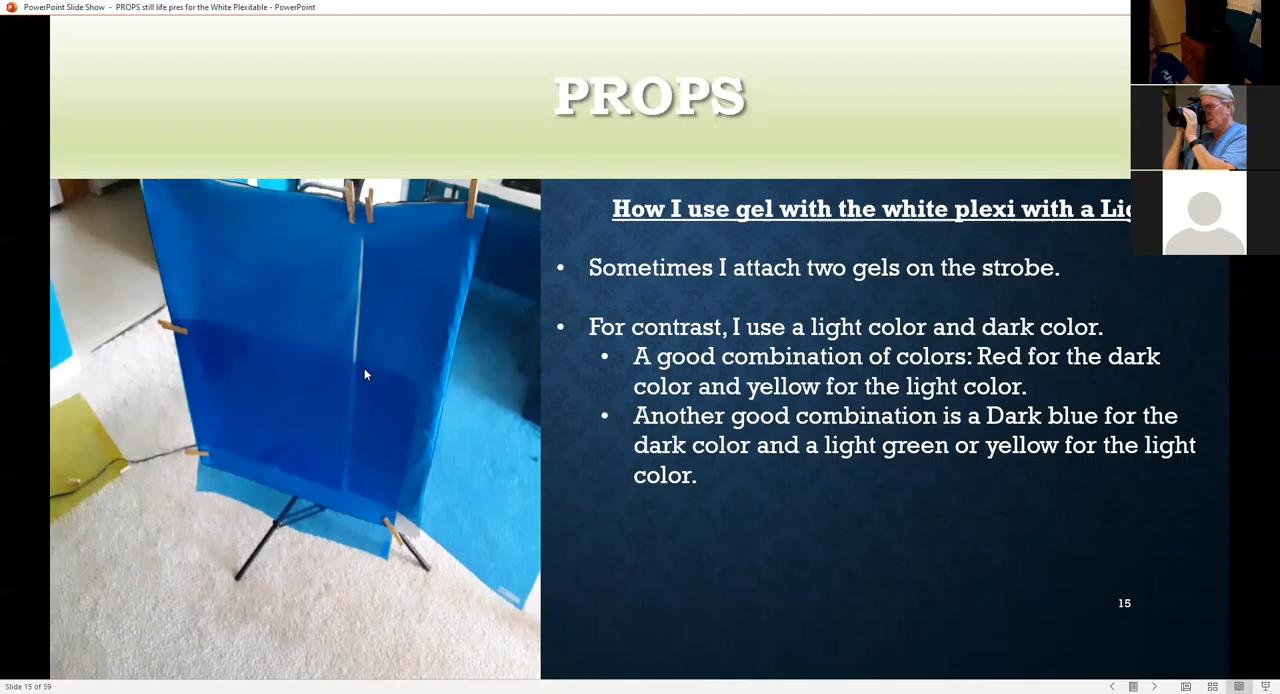 PowerPoint Slide Show - PROPS still life pres for the White Plexitable - PowerPoint
PROPS
How I use gel with the white plexi with a
• Sometimes I attach two gels on the strobe.
• For contrast, I use a light color and dark color.
• A good combination of colors: Red for the dark
color and yellow for the light color.
• Another good combination is a Dark blue for the
dark color and a light green or yellow for the light
color.
15
Slide 15 of 59